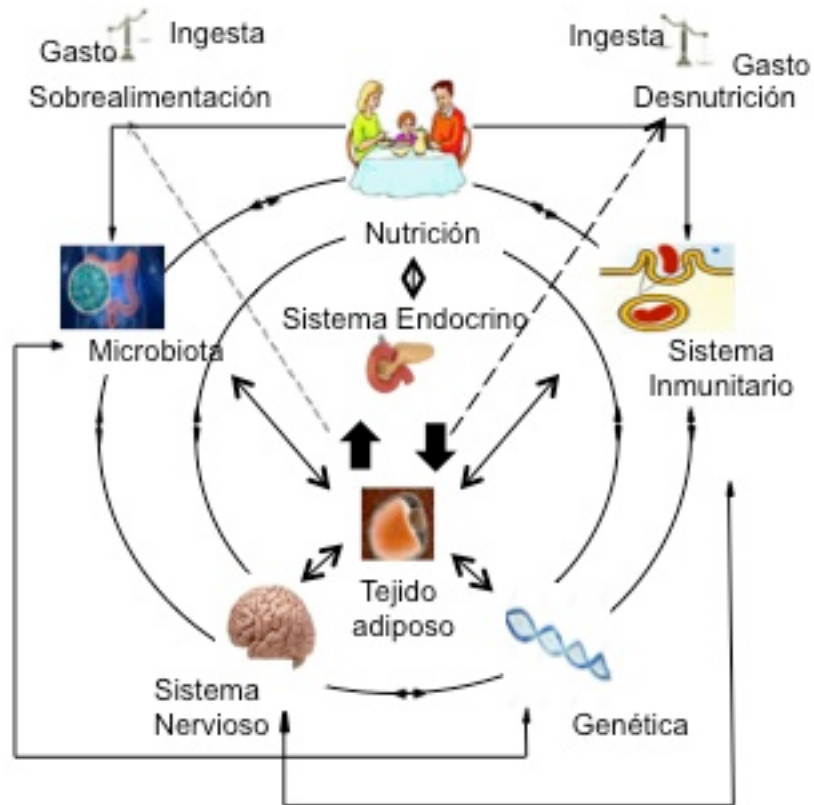 Gasto
Ingesta
Sobrealimentación
Ingesta
Gasto
Desnutrición
Nutrición
Sistema Endocrino
Microbiota
Sistema
Inmunitario
Tejido
adiposo
Sistema
Nervioso
Genética